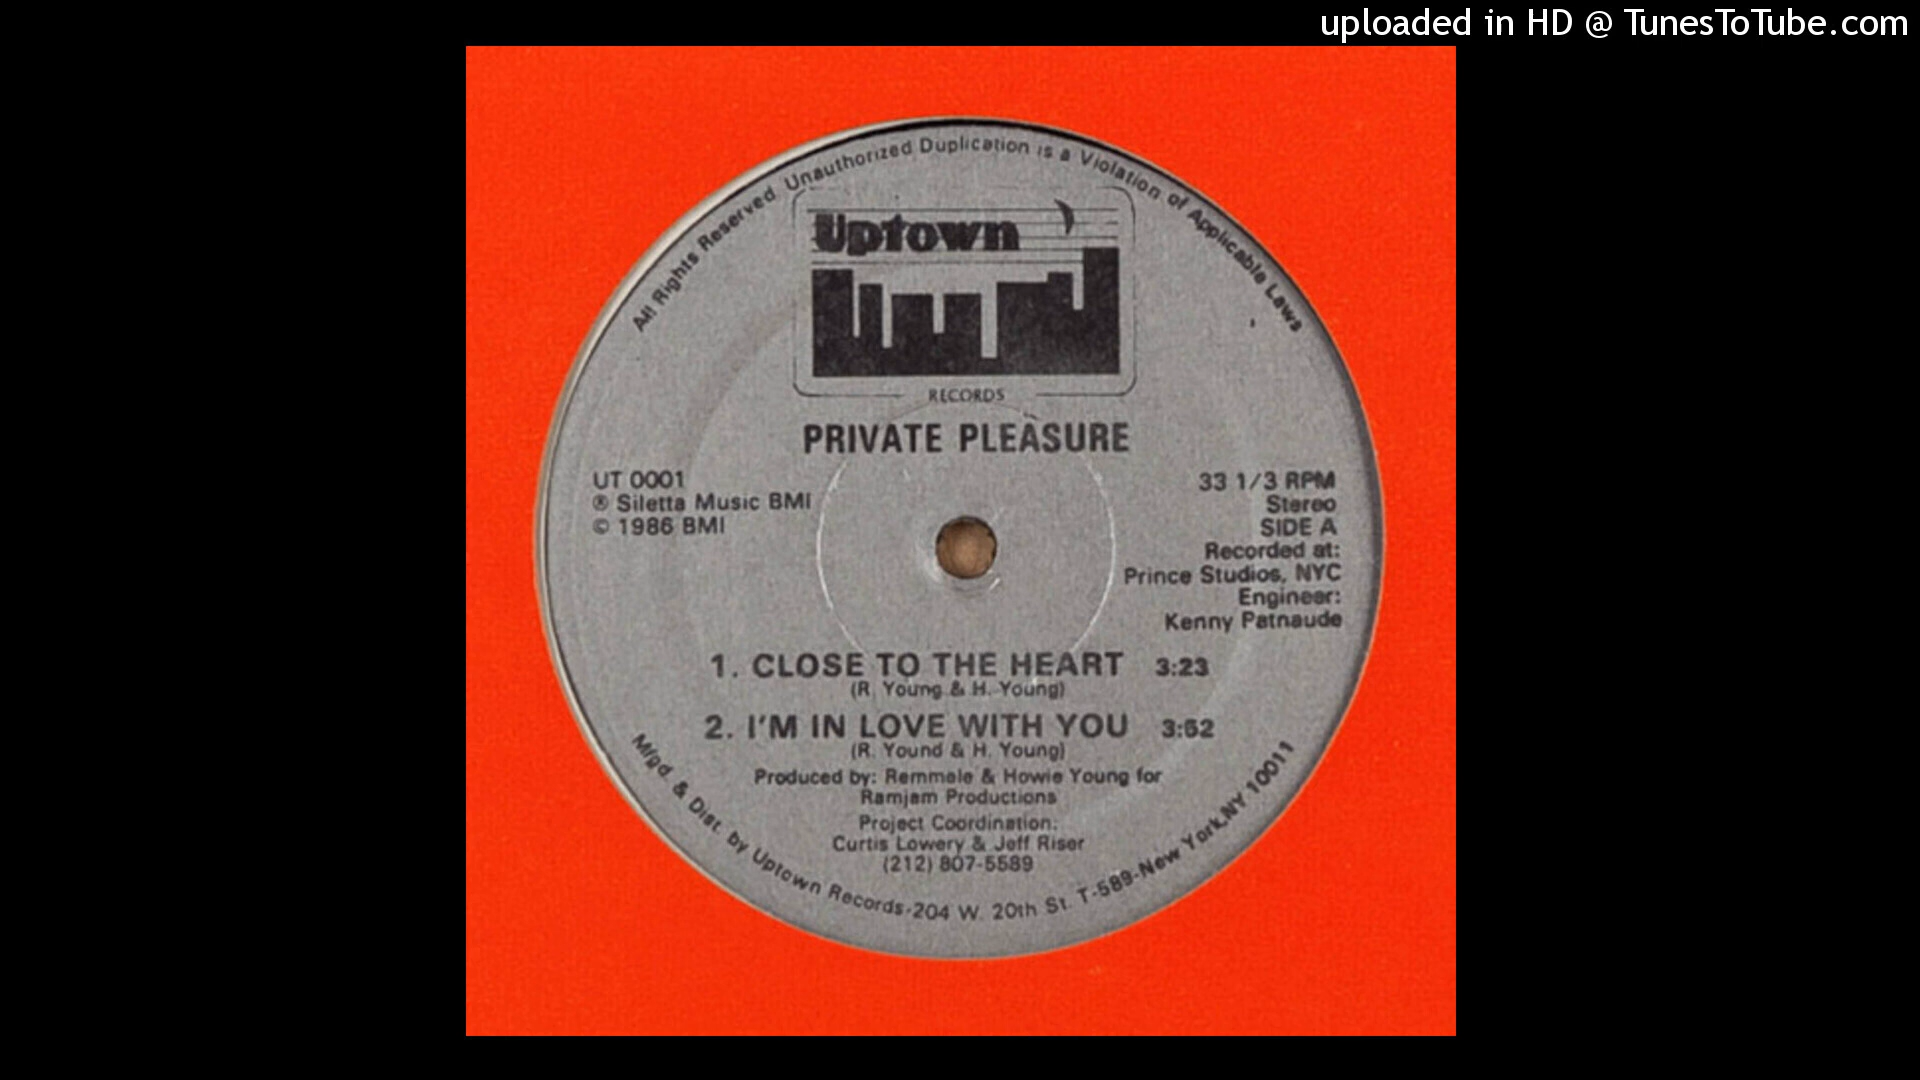 uploaded in HD @ TunesToTube.com
All Rights Reserved. Unauthorized Duplication is a Violation of Applicable Laws
Uptown
RECORDS
PRIVATE PLEASURE
UT 0001
℗ Siletta Music BMI
© 1986 BMI
33 1/3 RPM
Stereo
SIDE A
Recorded at:
Prince Studios, NYC
Engineer:
Kenny Patnaude
1. CLOSE TO THE HEART 3:23
(R. Young & H. Young)
2. I'M IN LOVE WITH YOU 3:52
(R. Yound & H. Young)
Produced by: Remmele & Howie Young for
Ramjam Productions
Project Coordination:
Curtis Lowery & Jeff Riser
(212) 807-5589
Mfgd. & Dist. by Uptown Records-204 W. 20th St. T-589-New York,NY 10011